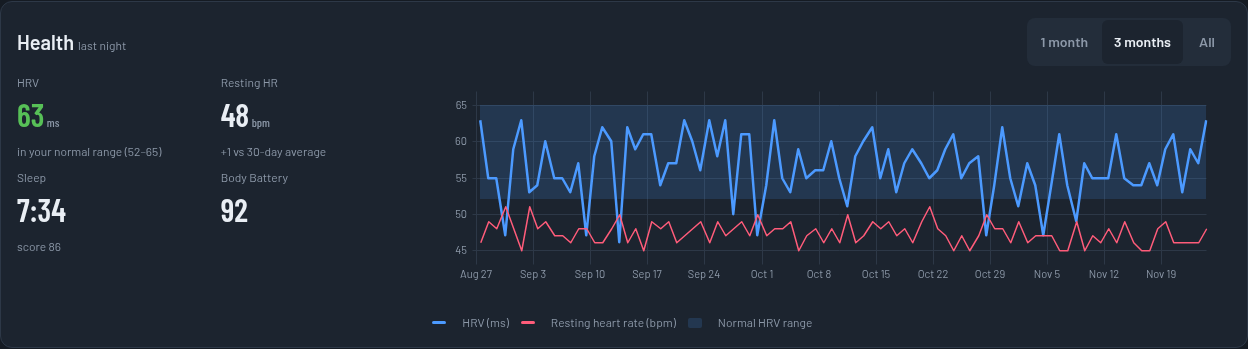 Health last night
1 month 3 months All
HRV
63 ms
in your normal range (52–65)
Resting HR
48 bpm
+1 vs 30-day average
Sleep
7:34
score 86
Body Battery
92
65
60
55
50
45
Aug 27 Sep 3 Sep 10 Sep 17 Sep 24 Oct 1 Oct 8 Oct 15 Oct 22 Oct 29 Nov 5 Nov 12 Nov 19
HRV (ms) Resting heart rate (bpm) Normal HRV range